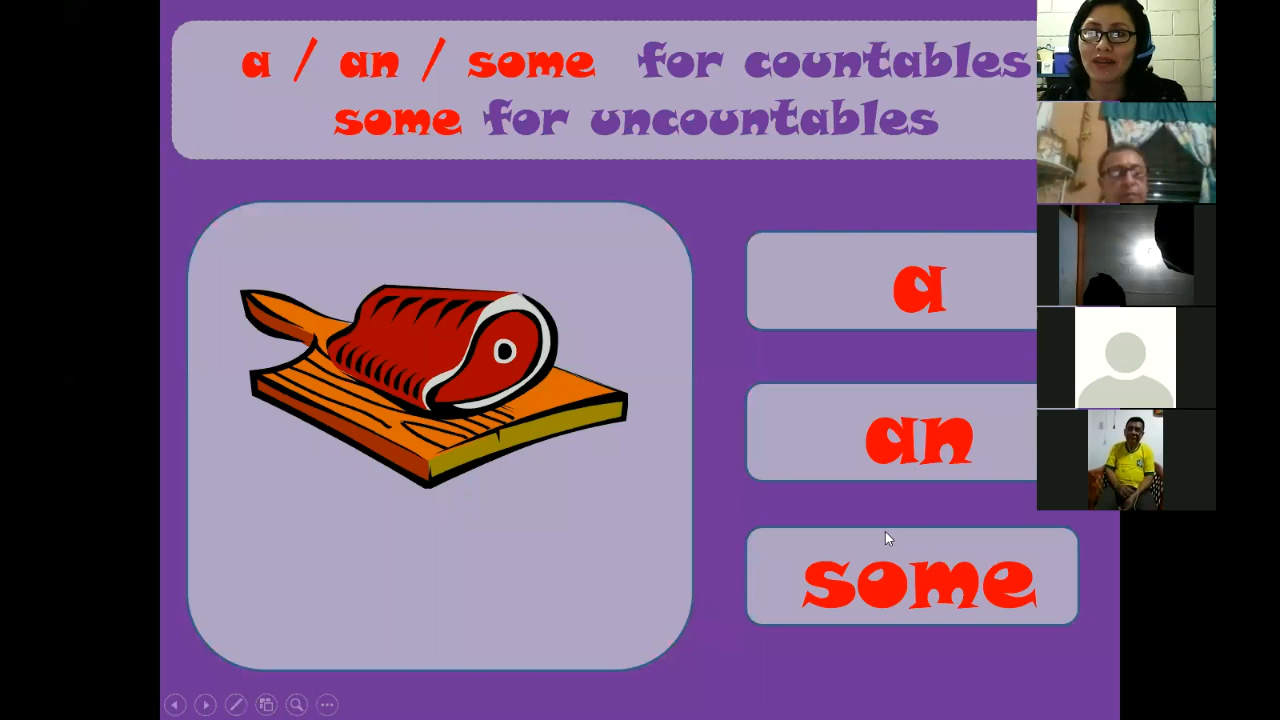 a / an / some for countables
some for uncountables
a
an
some